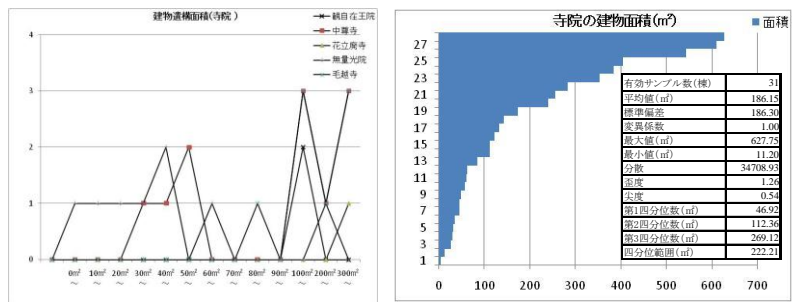 建物遺構面積(寺院 )
観自在王院
中尊寺
花立廃寺
無量光院
毛越寺
4
3
2
1
0
0㎡ 10㎡ 20㎡ 30㎡ 40㎡ 50㎡ 60㎡ 70㎡ 80㎡ 90㎡ 100㎡ 200㎡ 300㎡
～ ～ ～ ～ ～ ～ ～ ～ ～ ～ ～ ～ ～
寺院の建物面積(㎡)
面積
27
25
23
21
19
17
15
13
11
9
7
5
3
1
有効サンプル数(棟) 31
平均値(㎡) 186.15
標準偏差 186.30
変異係数 1.00
最大値(㎡) 627.75
最小値(㎡) 11.20
分散 34708.93
歪度 1.26
尖度 0.54
第1四分位数(㎡) 46.92
第2四分位数(㎡) 112.36
第3四分位数(㎡) 269.12
四分位範囲(㎡) 222.21
0 100 200 300 400 500 600 700